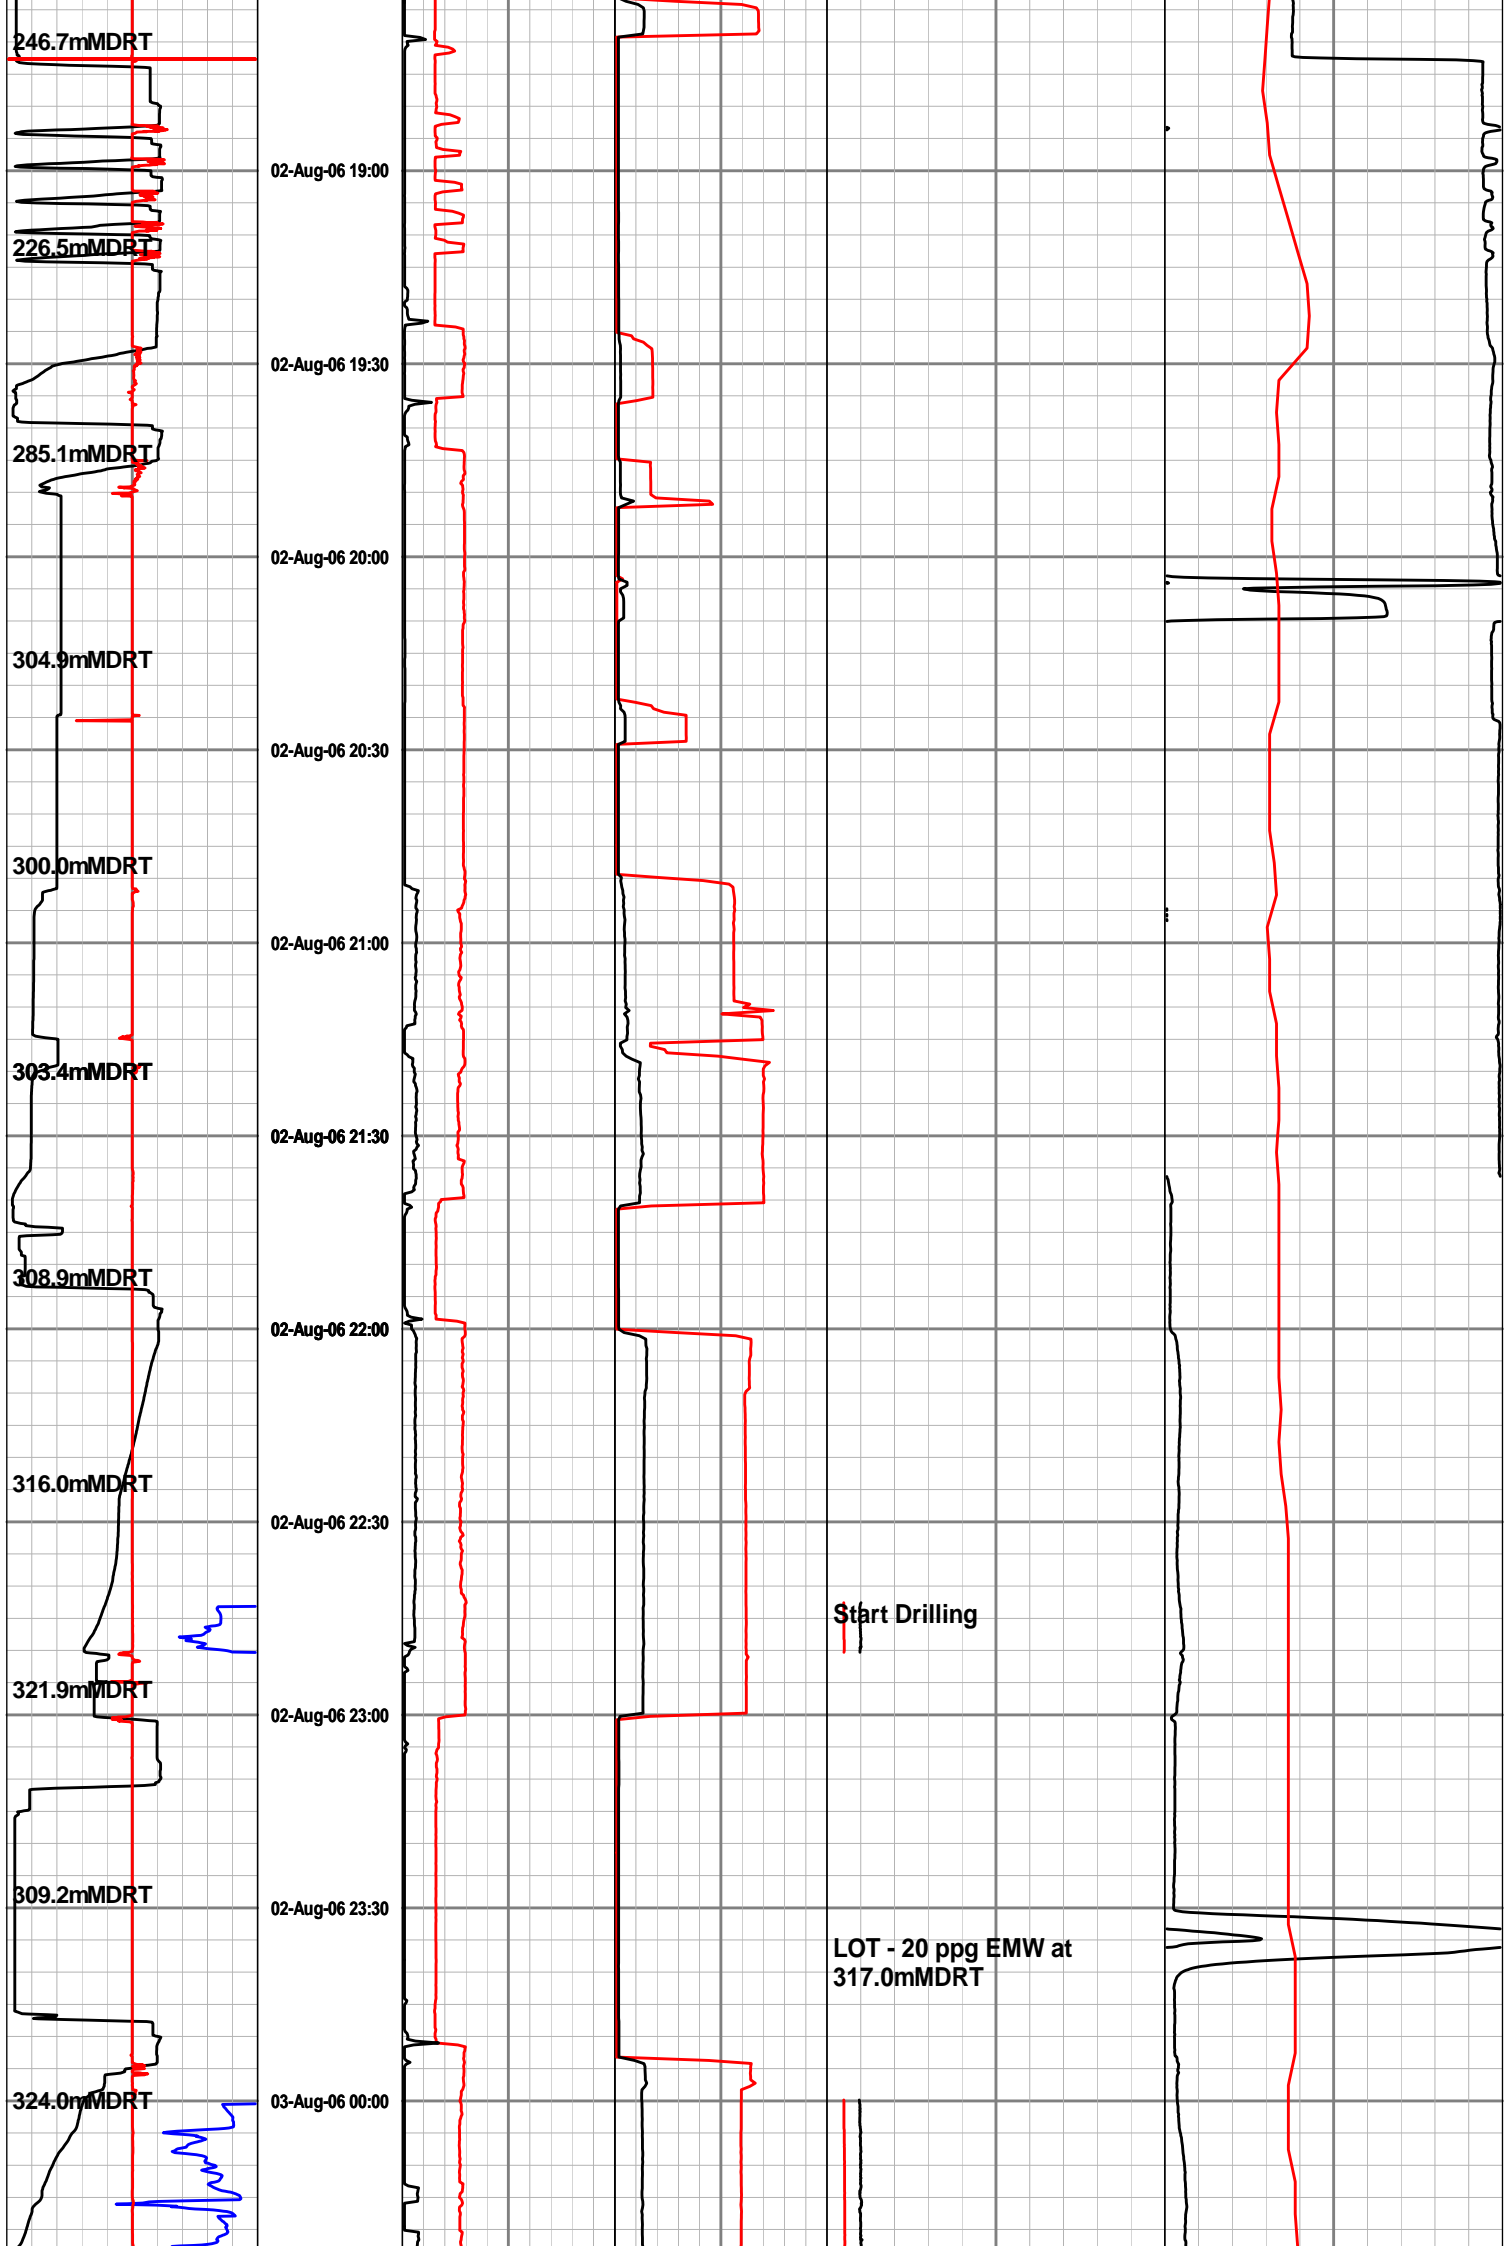 246.7mMDRT
02-Aug-06 19:00
226.5mMDRT
02-Aug-06 19:30
285.1mMDRT
02-Aug-06 20:00
304.9mMDRT
02-Aug-06 20:30
300.0mMDRT
02-Aug-06 21:00
303.4mMDRT
02-Aug-06 21:30
308.9mMDRT
02-Aug-06 22:00
316.0mMDRT
02-Aug-06 22:30
Start Drilling
321.9mMDRT
02-Aug-06 23:00
309.2mMDRT
02-Aug-06 23:30
LOT - 20 ppg EMW at
317.0mMDRT
324.0mMDRT
03-Aug-06 00:00